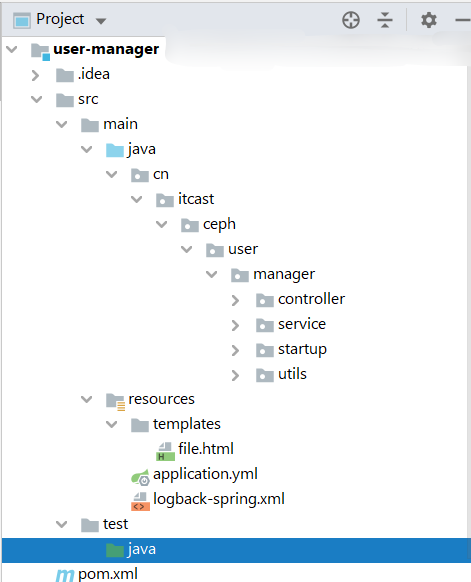 Project
user-manager
.idea
src
main
java
cn
itcast
ceph
user
manager
controller
service
startup
utils
resources
templates
file.html
application.yml
logback-spring.xml
test
java
pom.xml